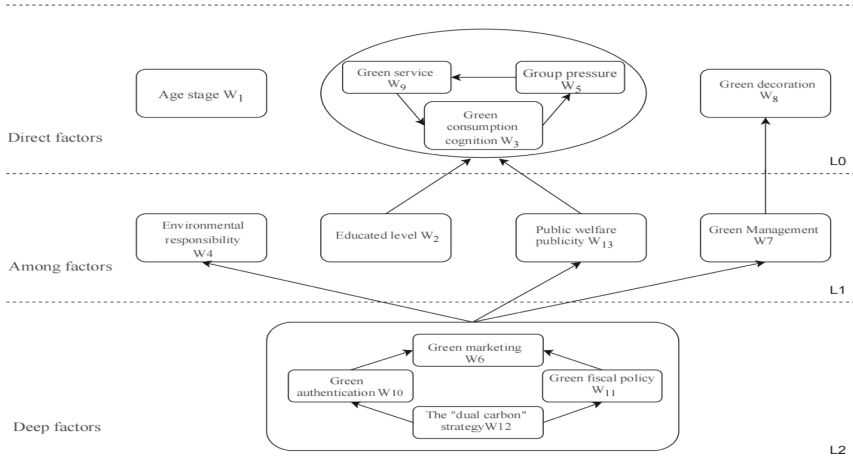 Age stage W1
Green service
W9
Group pressure
W5
Green
consumption
cognition W3
Green decoration
W8
Direct factors
L0
Environmental
responsibility
W4
Educated level W2
Public welfare
publicity W13
Green Management
W7
Among factors
L1
Green marketing
W6
Green
authentication W10
Green fiscal policy
W11
The "dual carbon"
strategyW12
Deep factors
L2